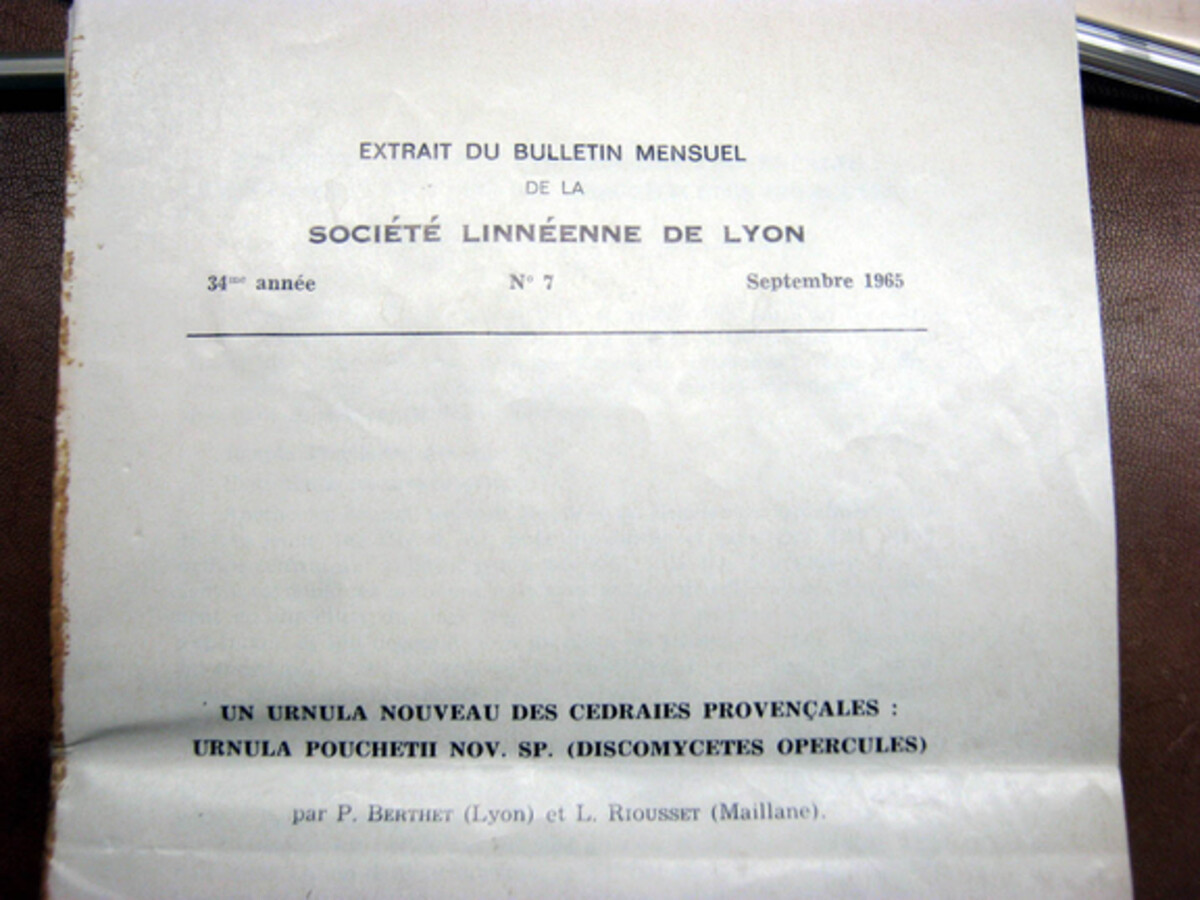 EXTRAIT DU BULLETIN MENSUEL
DE LA
SOCIÉTÉ LINNÉENNE DE LYON
34me année N° 7 Septembre 1965
UN URNULA NOUVEAU DES CEDRAIES PROVENÇALES :
URNULA POUCHETII NOV. SP. (DISCOMYCETES OPERCULES)
par P. BERTHET (Lyon) et L. RIOUSSET (Maillane).